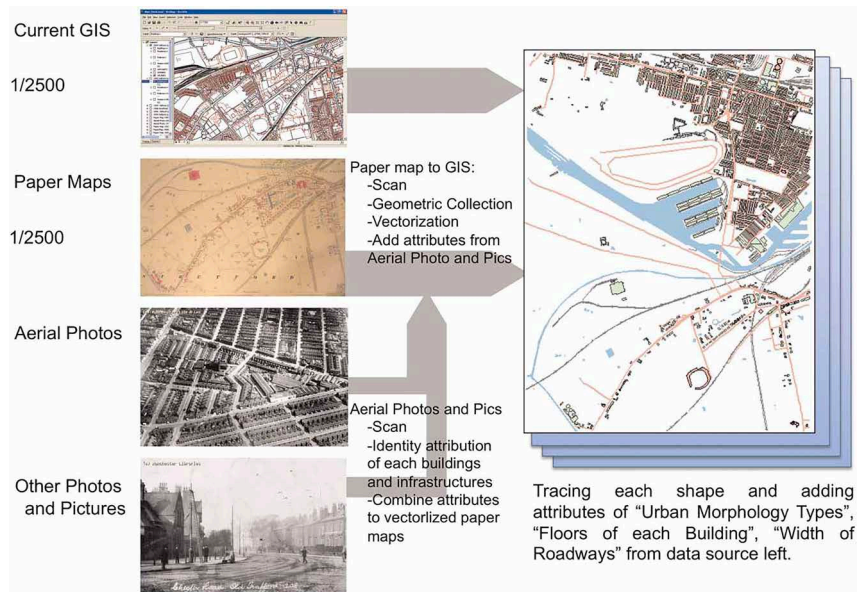 Current GIS
1/2500
Paper Maps
1/2500
Paper map to GIS:
-Scan
-Geometric Collection
-Vectorization
-Add attributes from
Aerial Photo and Pics
Aerial Photos
Aerial Photos and Pics
-Scan
-Identity attribution
of each buildings
and infrastructures
-Combine attributes
to vectorlized paper
maps
Other Photos
and Pictures
Tracing each shape and adding
attributes of “Urban Morphology Types”,
“Floors of each Building”, “Width of
Roadways” from data source left.